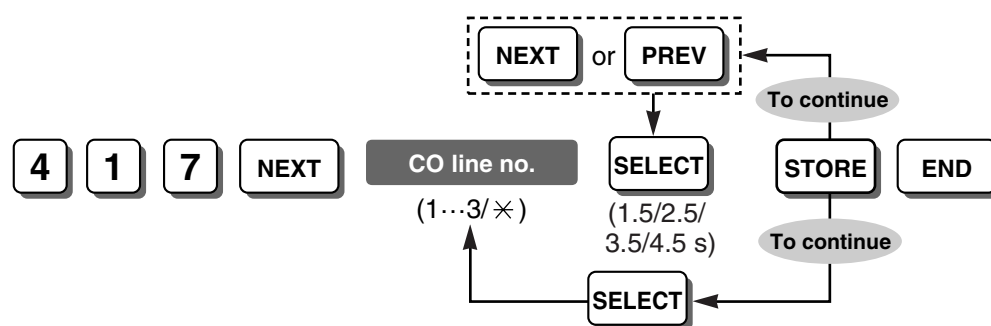 NEXT or PREV
To continue
4 1 7 NEXT CO line no. SELECT STORE END
(1···3/✳)
(1.5/2.5/
3.5/4.5 s)
To continue
SELECT